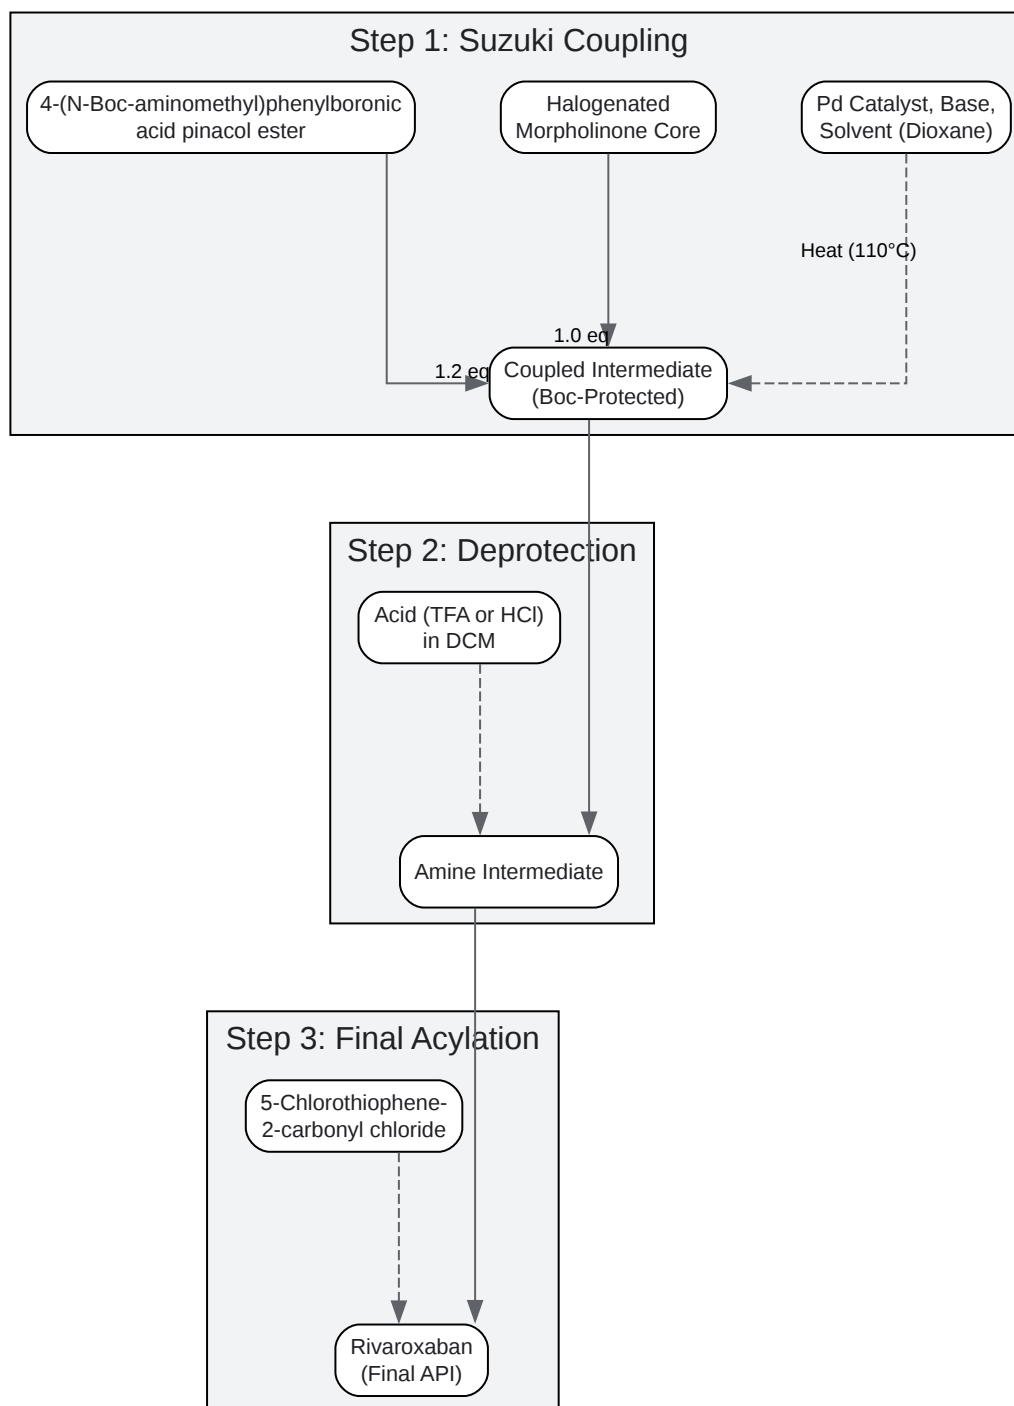 Step 1: Suzuki Coupling
4-(N-Boc-aminomethyl)phenylboronic
acid pinacol ester
Halogenated
Morpholinone Core
Pd Catalyst, Base,
Solvent (Dioxane)
Heat (110°C)
1.0 eq
1.2 eq
Coupled Intermediate
(Boc-Protected)
Step 2: Deprotection
Acid (TFA or HCl)
in DCM
Amine Intermediate
Step 3: Final Acylation
5-Chlorothiophene-
2-carbonyl chloride
Rivaroxaban
(Final API)